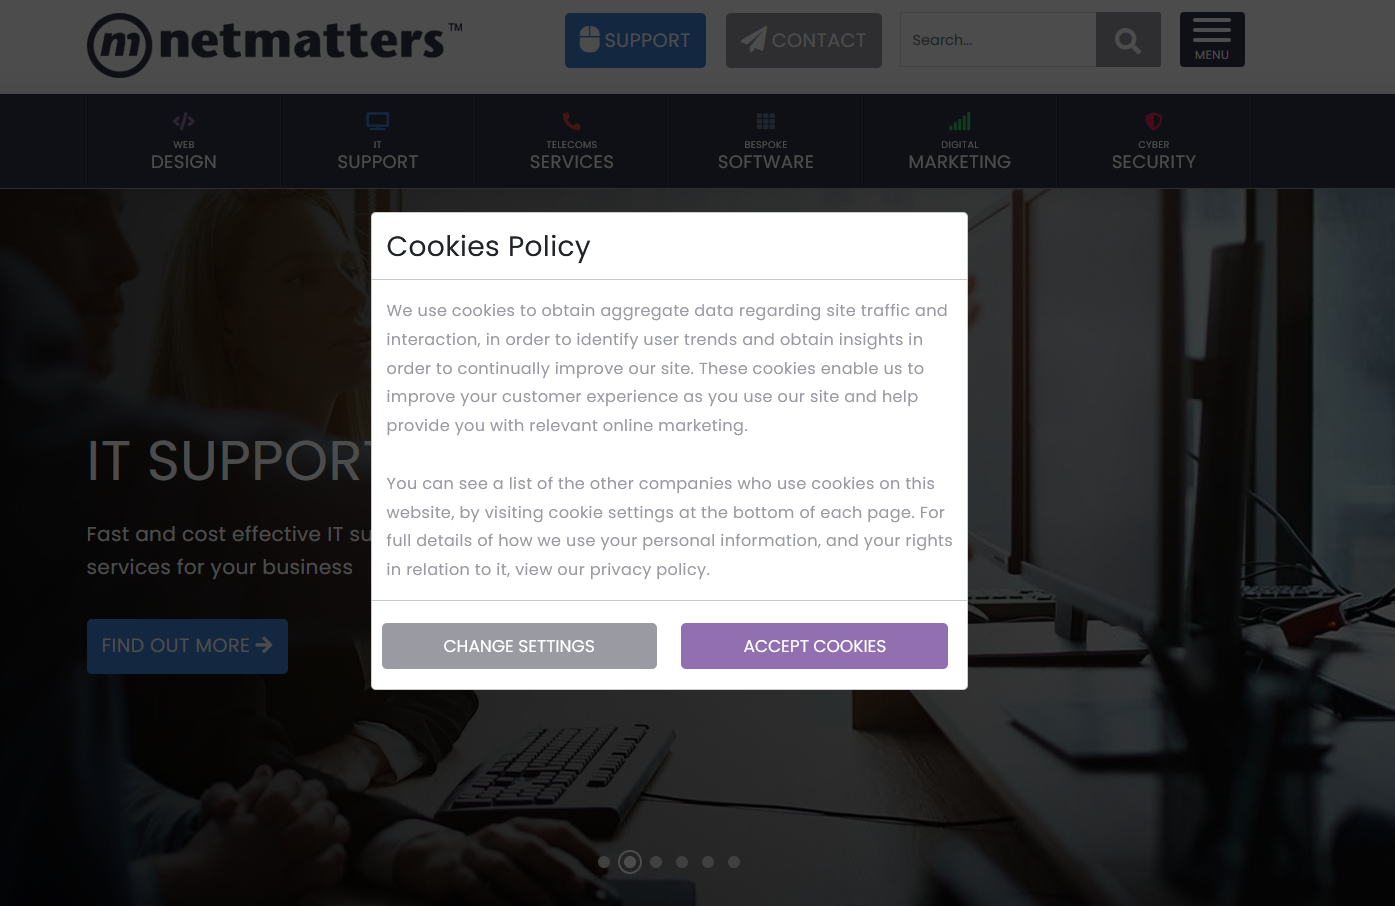 netmatters™
SUPPORT
CONTACT
Search...
MENU
WEB
DESIGN
IT
SUPPORT
TELECOMS
SERVICES
BESPOKE
SOFTWARE
DIGITAL
MARKETING
CYBER
SECURITY
Cookies Policy
We use cookies to obtain aggregate data regarding site traffic and
interaction, in order to identify user trends and obtain insights in
order to continually improve our site. These cookies enable us to
improve your customer experience as you use our site and help
provide you with relevant online marketing.
You can see a list of the other companies who use cookies on this
website, by visiting cookie settings at the bottom of each page. For
full details of how we use your personal information, and your rights
in relation to it, view our privacy policy.
CHANGE SETTINGS
ACCEPT COOKIES
IT SUPPORT
Fast and cost effective IT su
services for your business
FIND OUT MORE